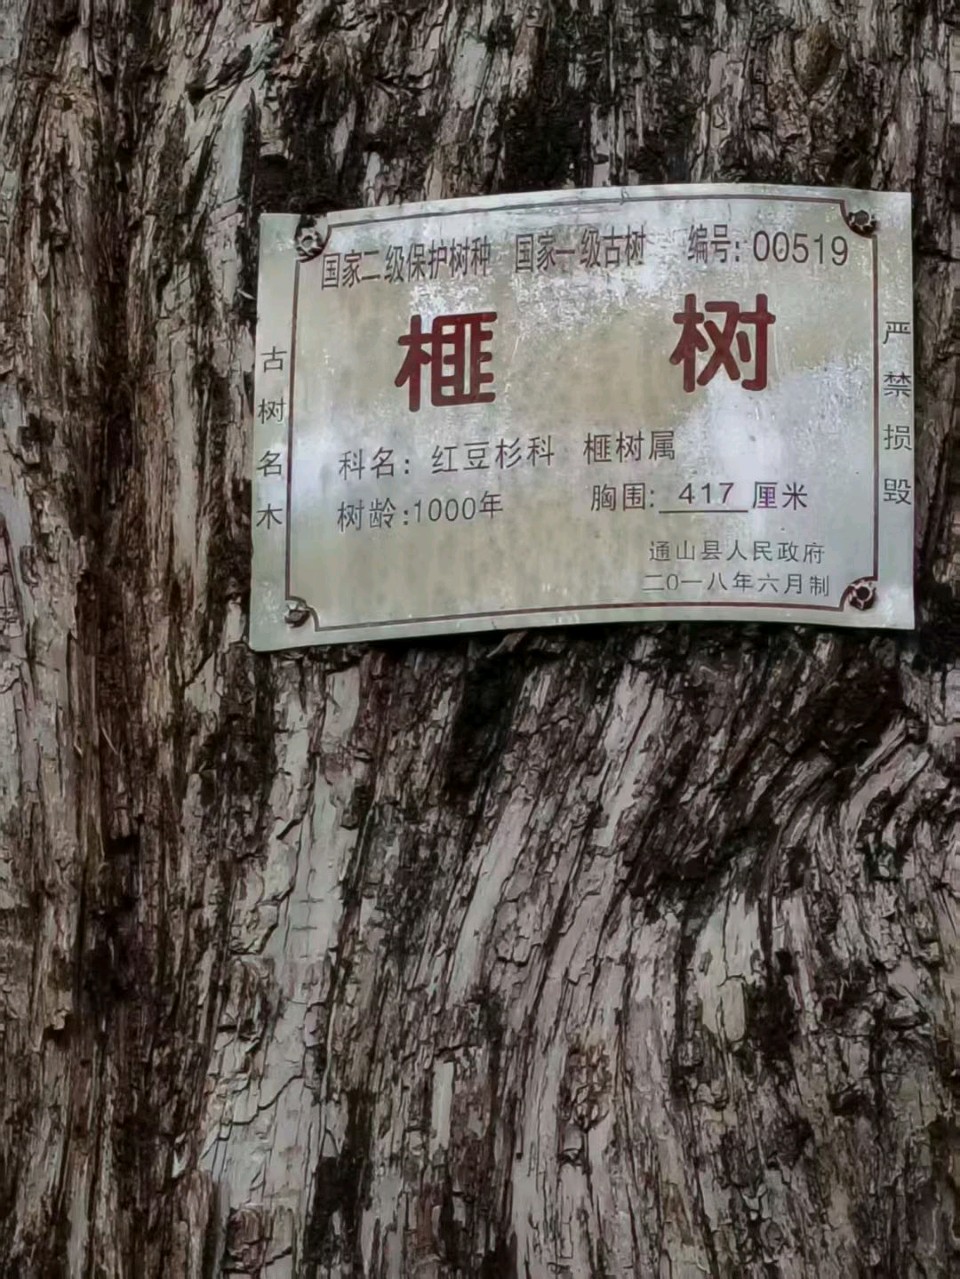 国家二级保护树种 国家一级古树 编号: 00519
榧 树
科名: 红豆杉科 榧树属
树龄:1000年 胸围: 417 厘米
通山县人民政府
二0一八年六月制
古树名木
严禁损毁